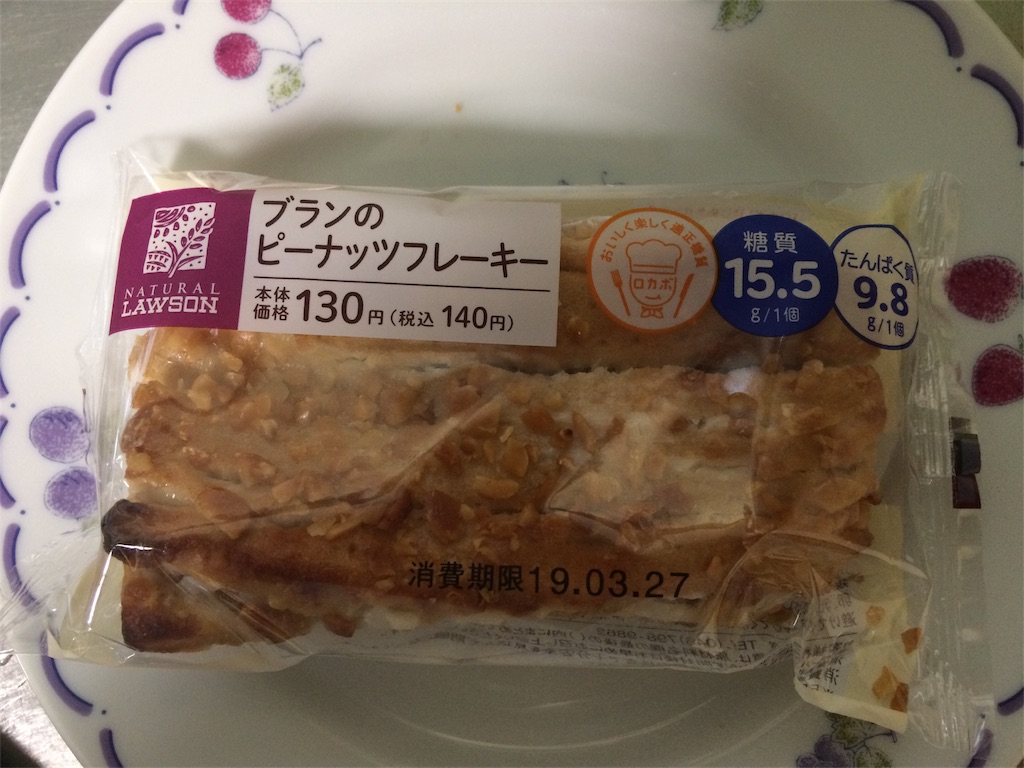 NATURAL
LAWSON
ブランの
ピーナッツフレーキー
本体
価格 130円(税込 140円)
おいしく楽しく適正糖質
ロカボ
糖質
15.5
g/1個
たんぱく質
9.8
g/1個
消費期限19.03.27